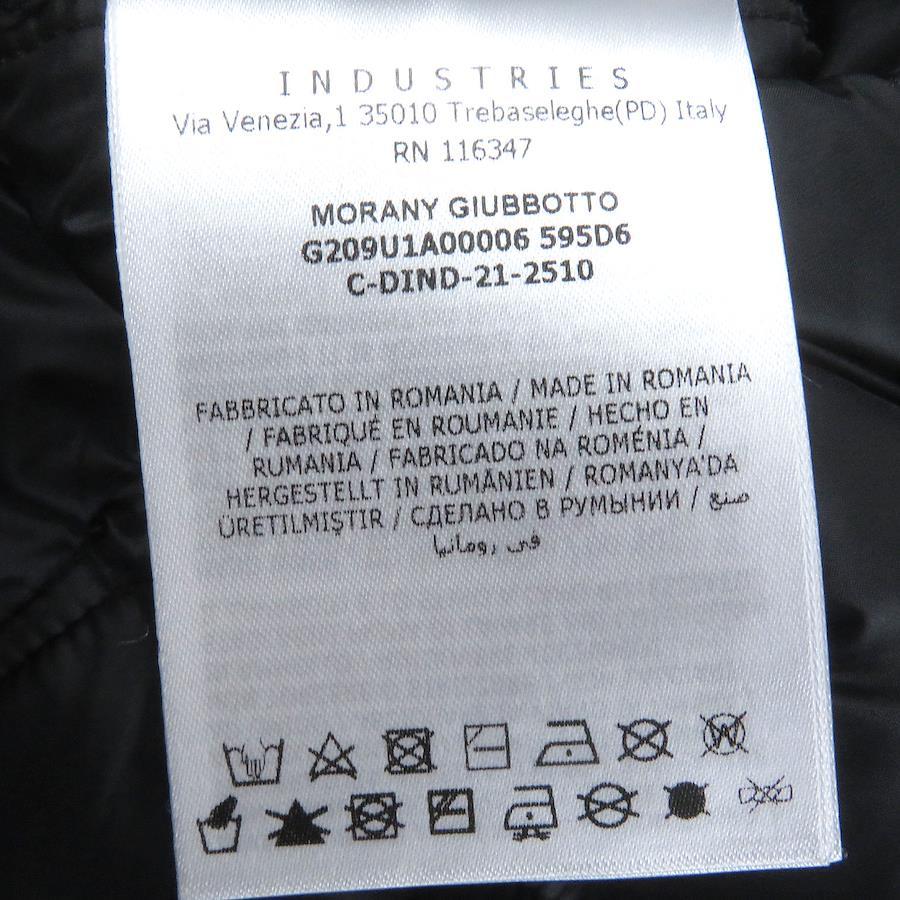 INDUSTRIES
Via Venezia,1 35010 Trebaseleghe(PD) Italy
RN 116347
MORANY GIUBBOTTO
G209U1A00006 595D6
C-DIND-21-2510
FABBRICATO IN ROMANIA / MADE IN ROMANIA
/ FABRIQUÉ EN ROUMANIE / HECHO EN
RUMANIA / FABRICADO NA ROMÉNIA /
HERGESTELLT IN RUMÄNIEN / ROMANYA'DA
ÜRETILMIŞTIR / СДЕЛАНО В РУМЫНИИ / صنع
في رومانيا